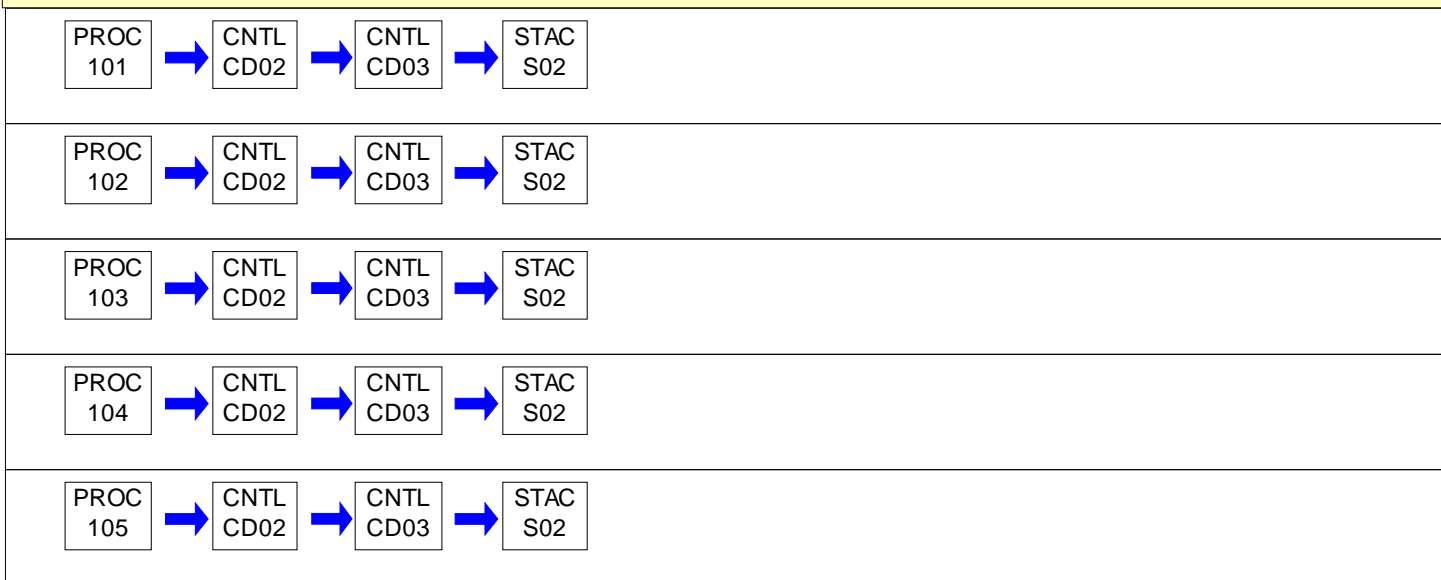 PROC CNTL CNTL STAC
101 CD02 CD03 S02
PROC CNTL CNTL STAC
102 CD02 CD03 S02
PROC CNTL CNTL STAC
103 CD02 CD03 S02
PROC CNTL CNTL STAC
104 CD02 CD03 S02
PROC CNTL CNTL STAC
105 CD02 CD03 S02